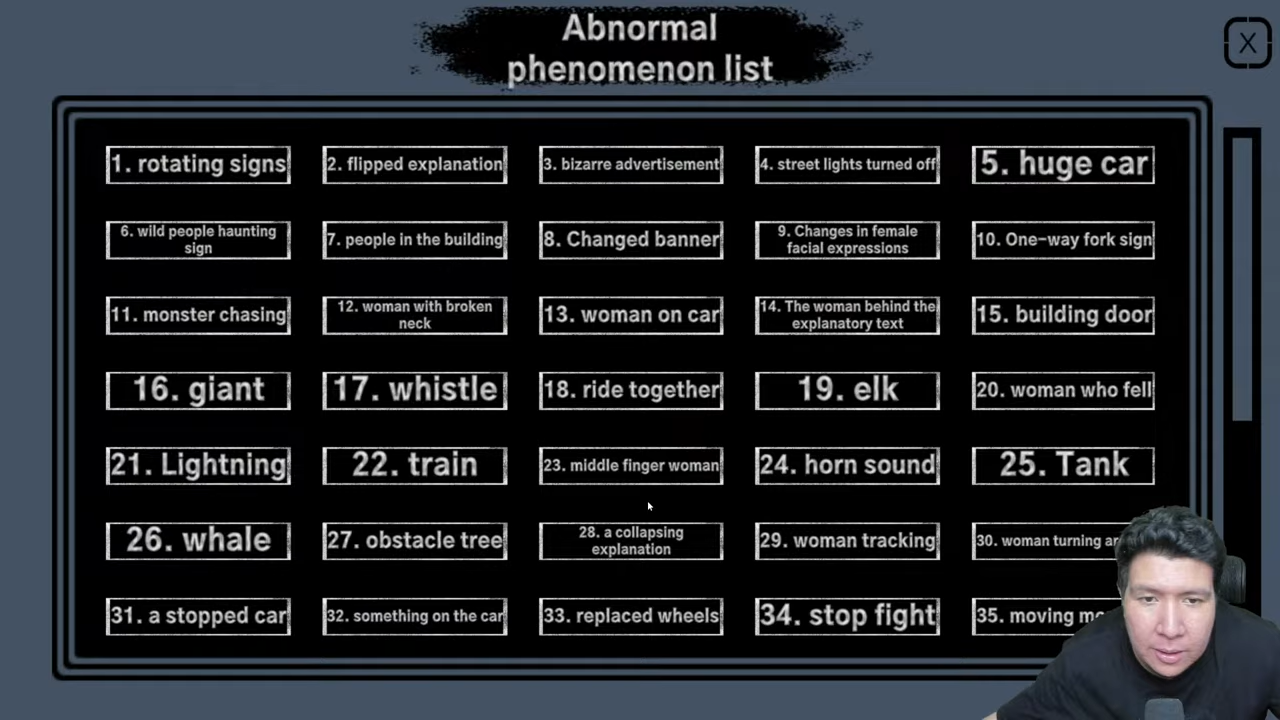 Abnormal
phenomenon list
X
1. rotating signs
2. flipped explanation
3. bizarre advertisement
4. street lights turned off
5. huge car
6. wild people haunting
sign
7. people in the building
8. Changed banner
9. Changes in female
facial expressions
10. One-way fork sign
11. monster chasing
12. woman with broken
neck
13. woman on car
14. The woman behind the
explanatory text
15. building door
16. giant
17. whistle
18. ride together
19. elk
20. woman who fell
21. Lightning
22. train
23. middle finger woman
24. horn sound
25. Tank
26. whale
27. obstacle tree
28. a collapsing
explanation
29. woman tracking
30. woman turning
31. a stopped car
32. something on the car
33. replaced wheels
34. stop fight
35. moving